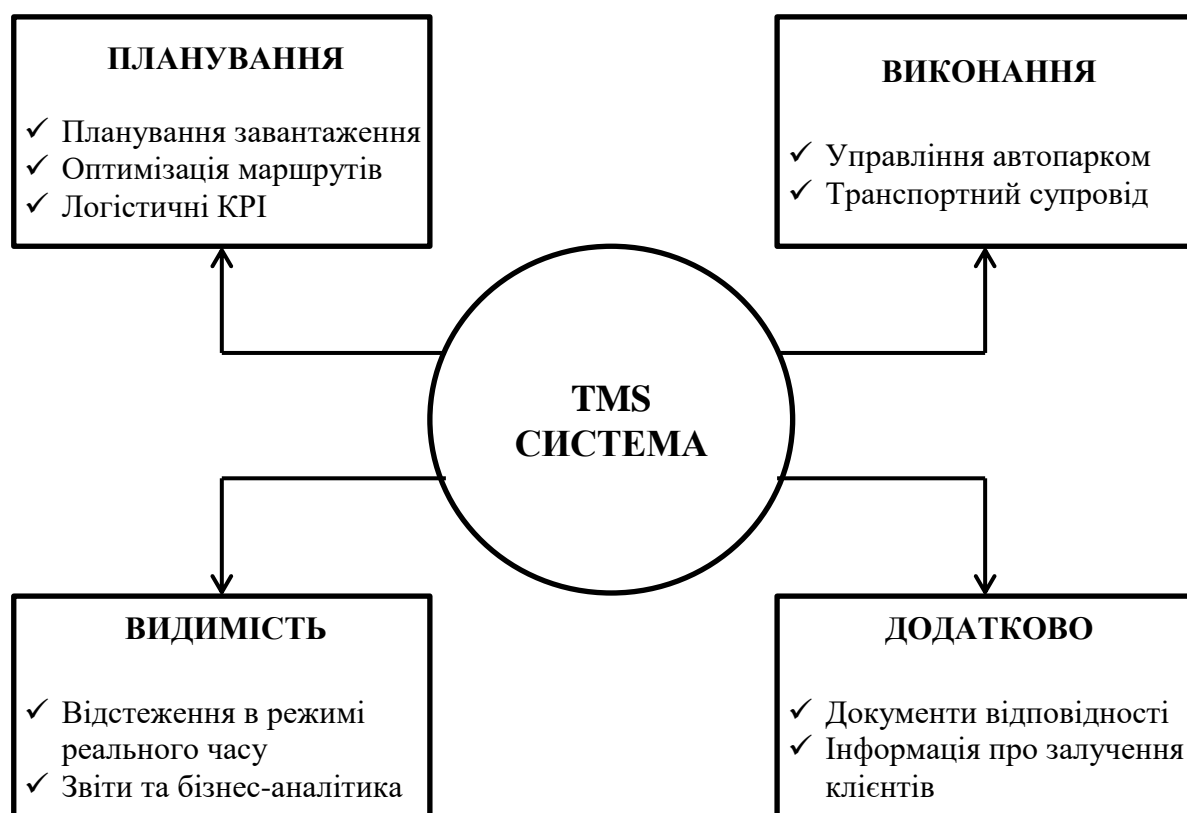 ПЛАНУВАННЯ
✓ Планування завантаження
✓ Оптимізація маршрутів
✓ Логістичні KPI
ВИКОНАННЯ
✓ Управління автопарком
✓ Транспортний супровід
TMS
СИСТЕМА
ВИДИМІСТЬ
✓ Відстеження в режимі
реального часу
✓ Звіти та бізнес-аналітика
ДОДАТКОВО
✓ Документи відповідності
✓ Інформація про залучення
клієнтів